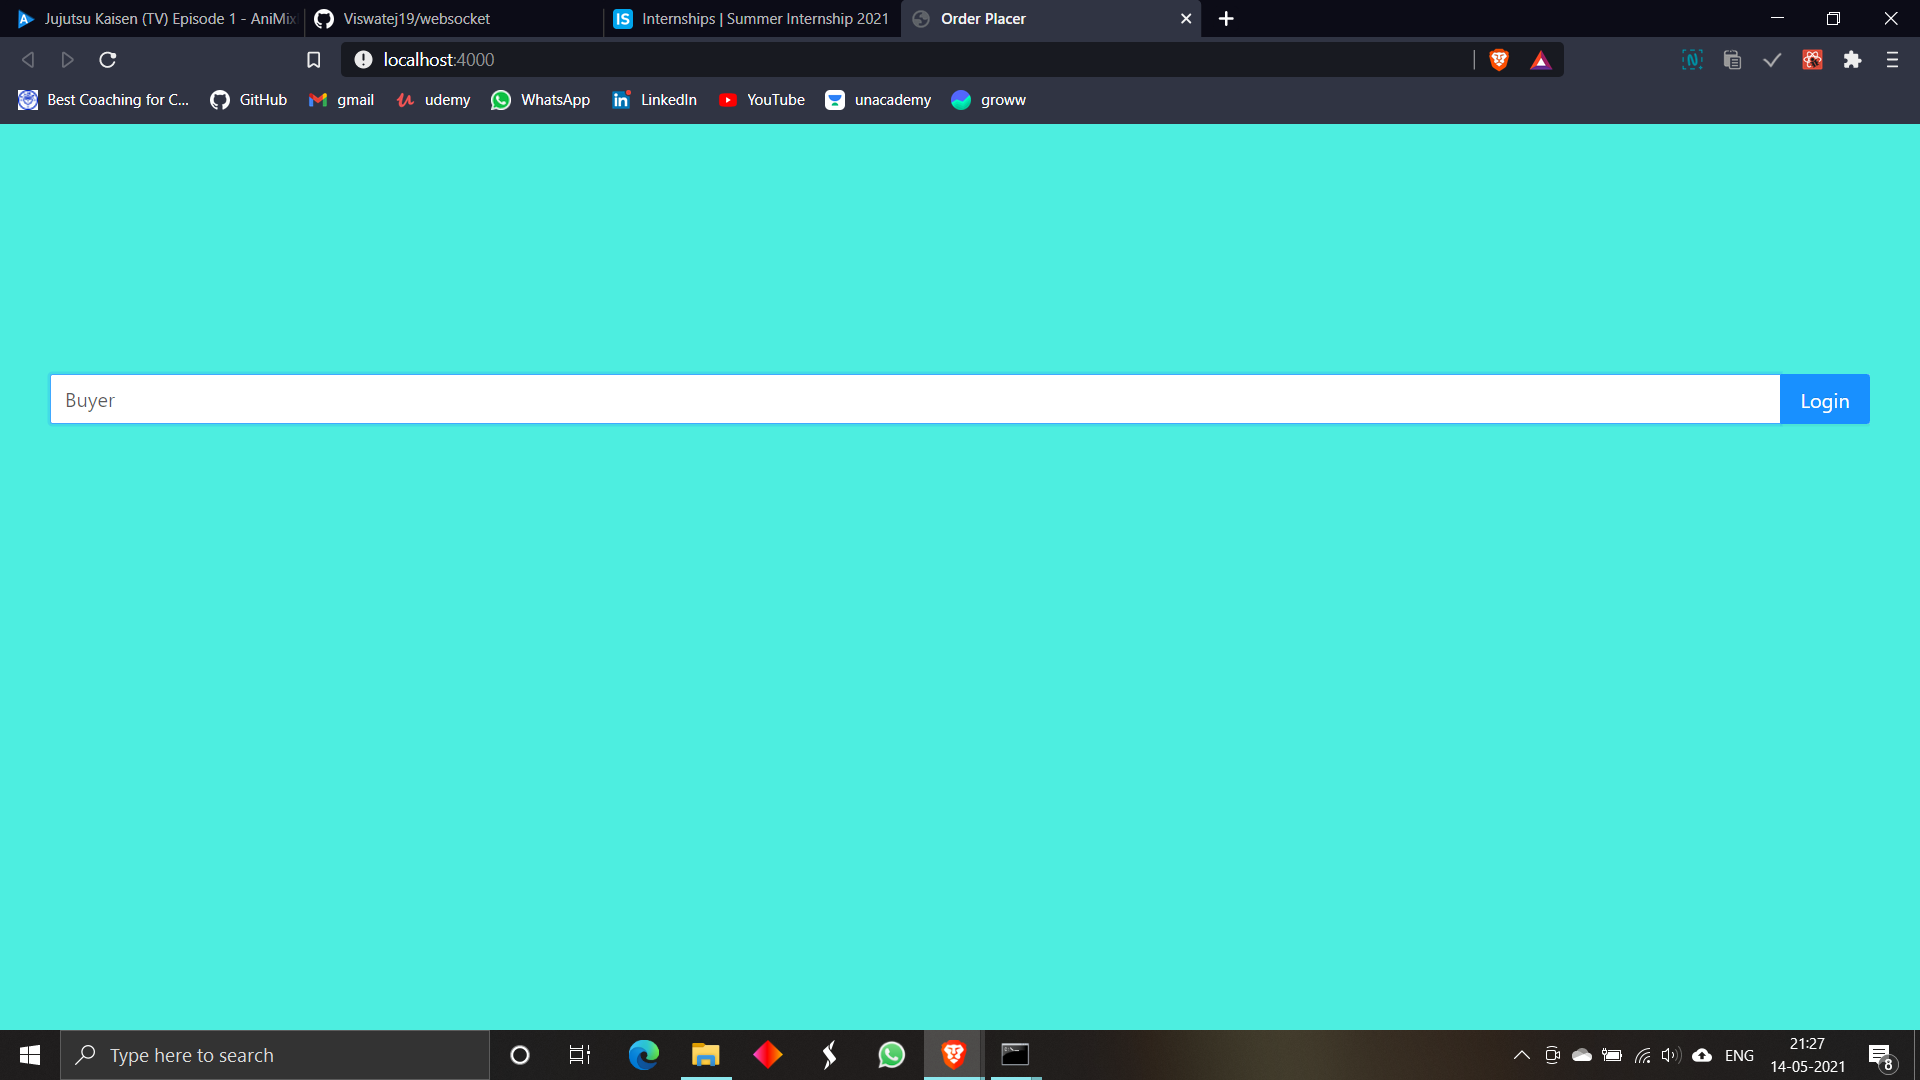 Jujutsu Kaisen (TV) Episode 1 - AniMix
Viswatej19/websocket
IS Internships | Summer Internship 2021
Order Placer
localhost:4000
Best Coaching for C...
GitHub
gmail
udemy
WhatsApp
LinkedIn
YouTube
unacademy
groww
Buyer
Login
Type here to search
ENG
21:27
14-05-2021
8